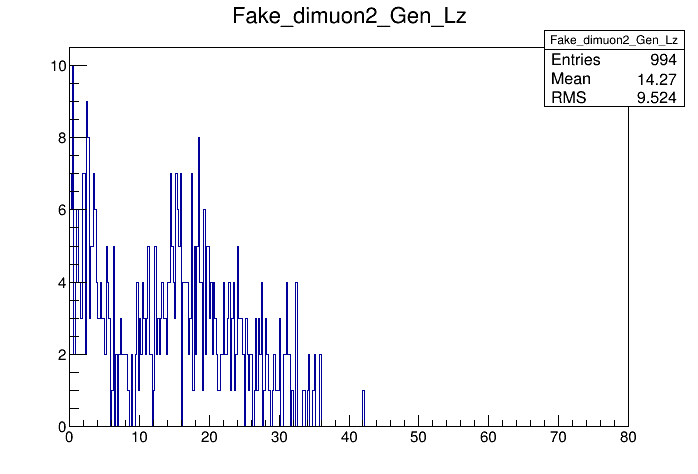 Fake_dimuon2_Gen_Lz
Fake_dimuon2_Gen_Lz
Entries 994
Mean 14.27
RMS 9.524
10
8
6
4
2
0
0 10 20 30 40 50 60 70 80